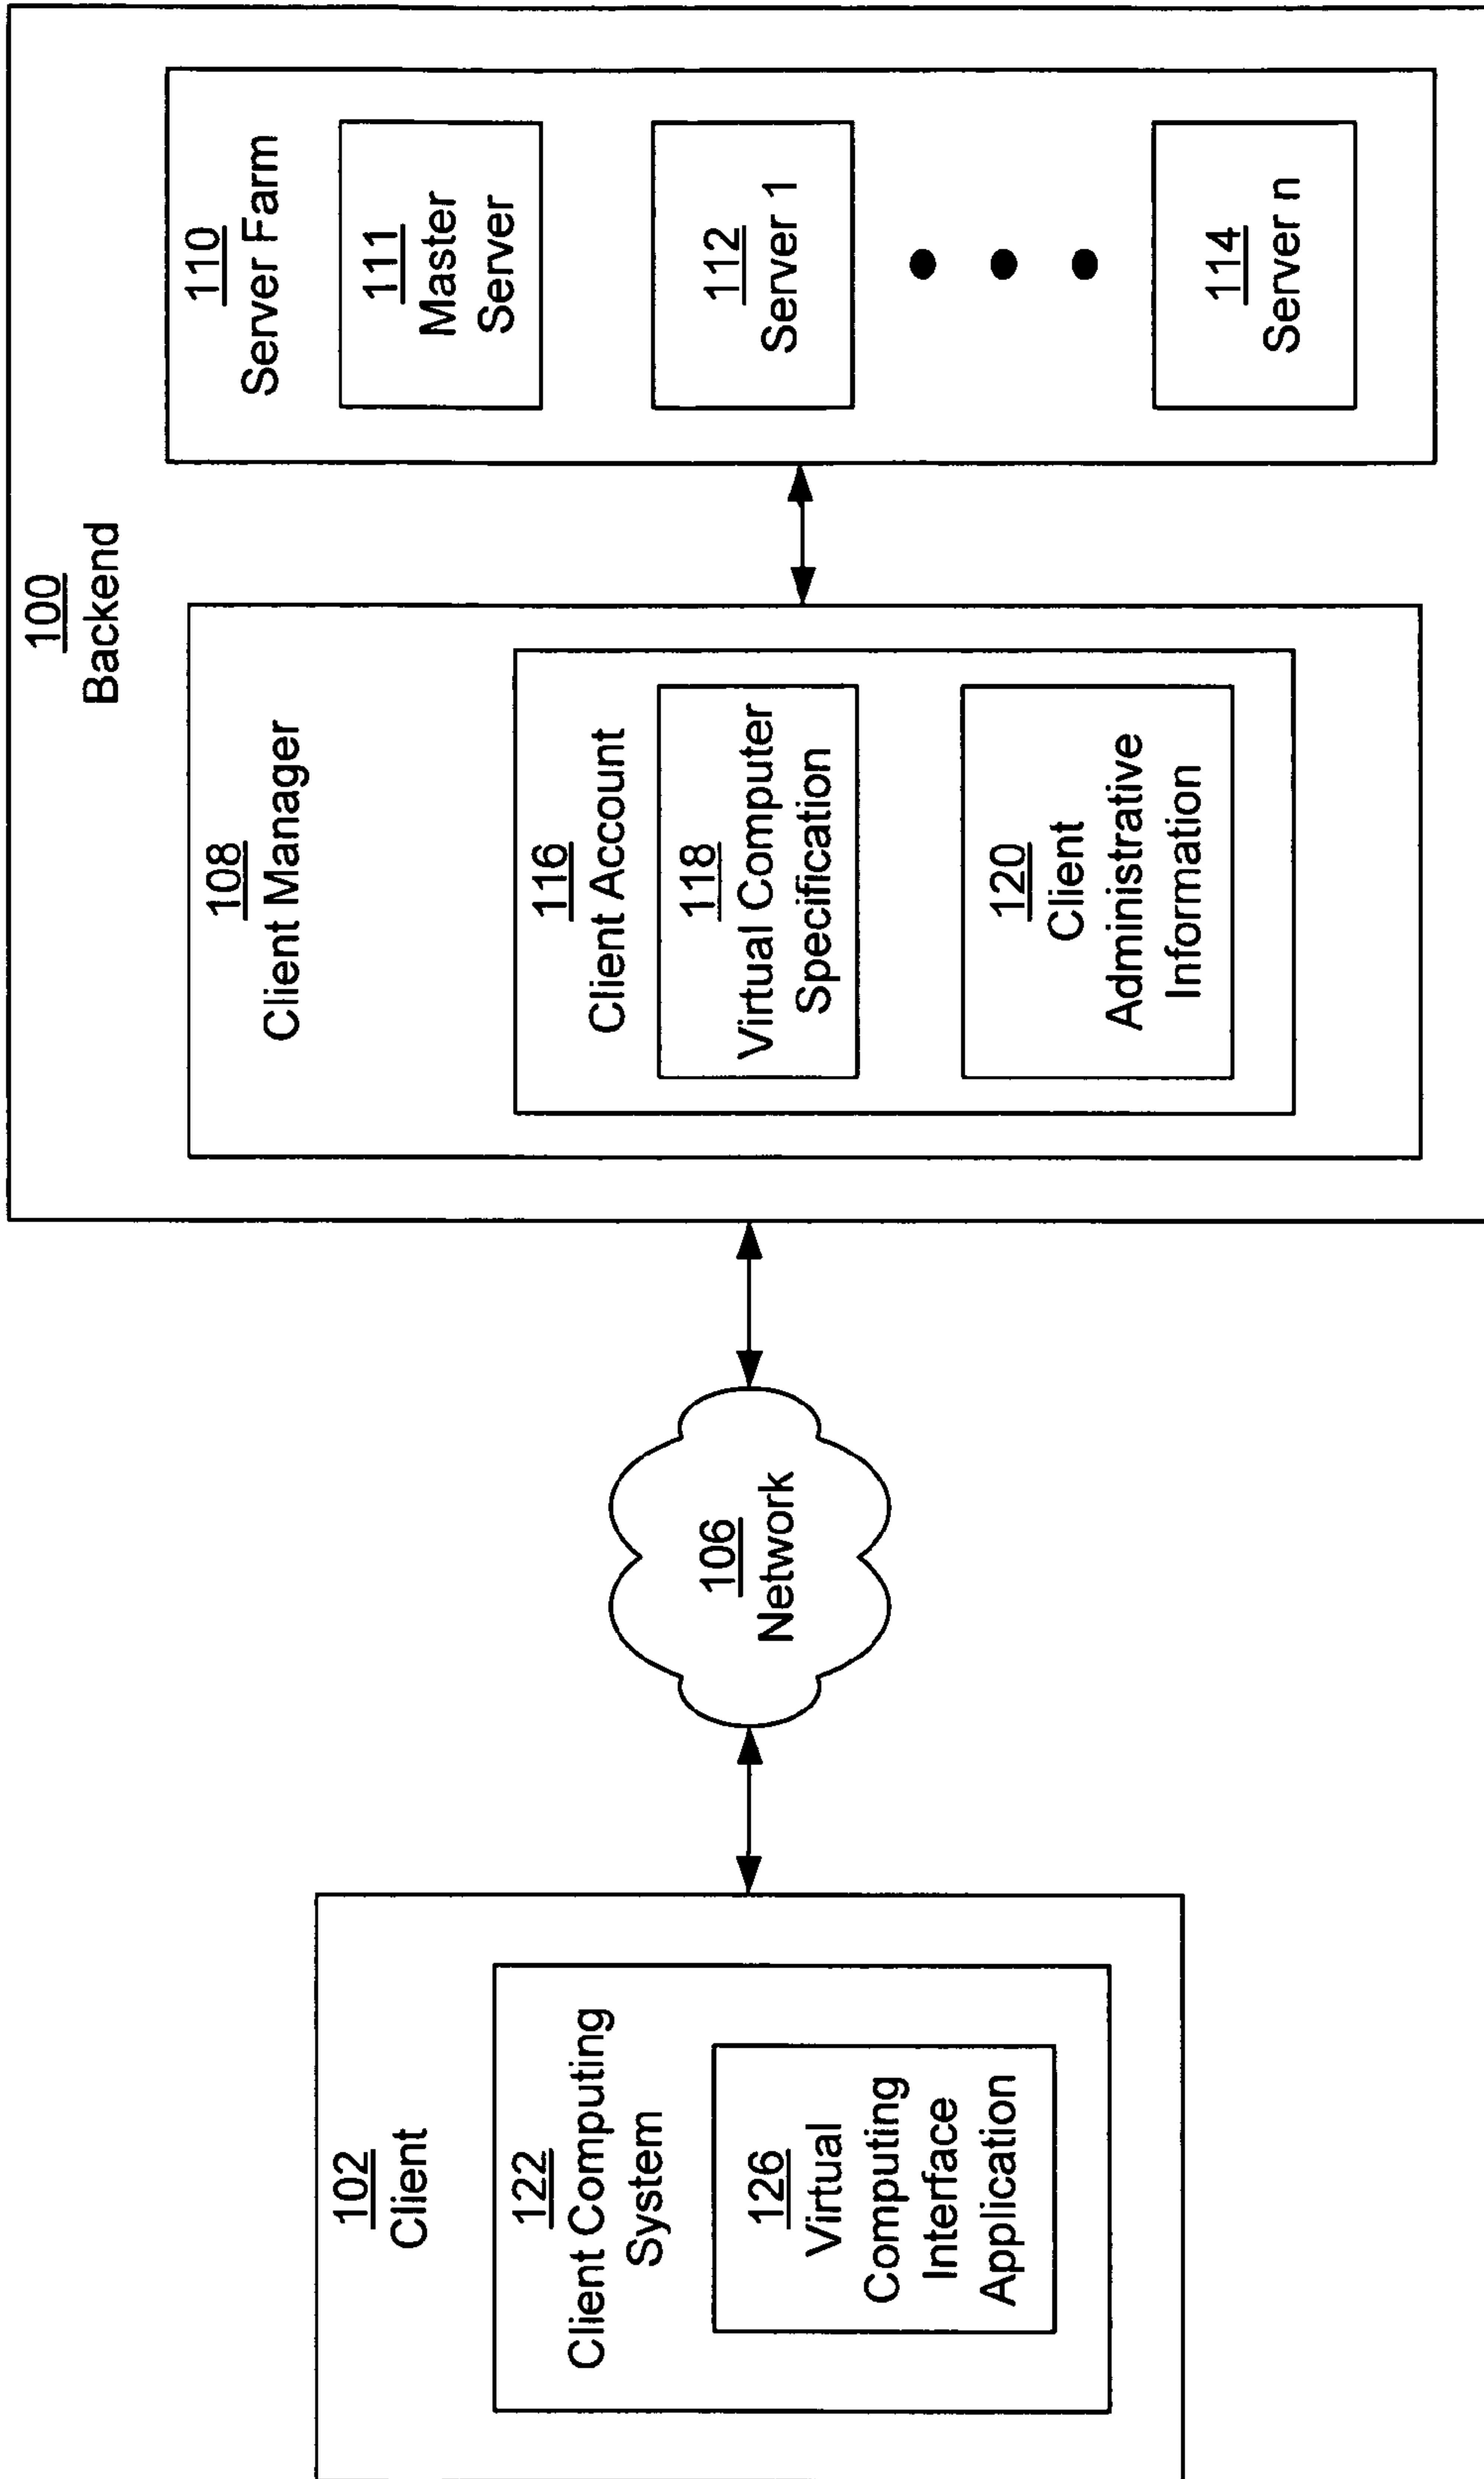 100
Backend
102
Client
122
Client Computing
System
126
Virtual
Computing
Interface
Application
106
Network
108
Client Manager
116
Client Account
118
Virtual Computer
Specification
120
Client
Administrative
Information
110
Server Farm
111
Master
Server
112
Server 1
114
Server n